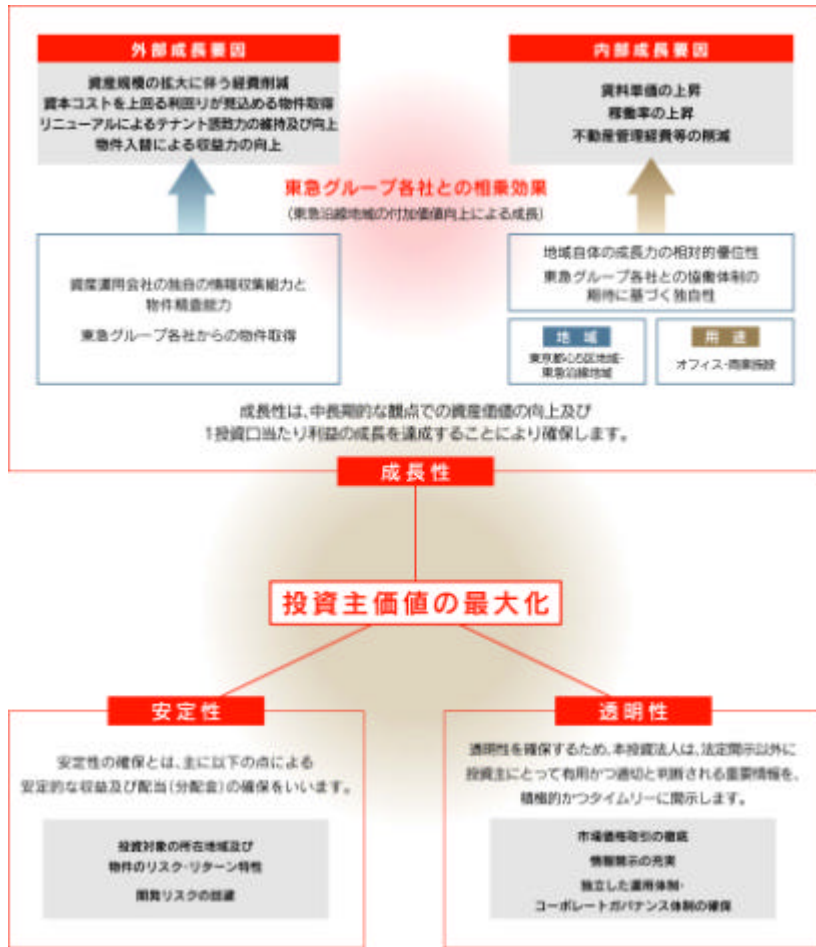 外部成長要因
資産規模の拡大に伴う経費削減
資本コストを上回る利回りが見込める物件取得
リニューアルによるテナント誘致力の維持及び向上
物件入替による収益力の向上
内部成長要因
賃料単価の上昇
稼働率の上昇
不動産管理経費等の削減
東急グループ各社との相乗効果
(東急沿線地域の付加価値向上による成長)
資産運用会社の独自の情報収集能力と
物件精査能力
東急グループ各社からの物件取得
地域自体の成長力の相対的優位性
東急グループ各社との協働体制の
期待に基づく独自性
地域
東京都心5区地域・
東急沿線地域
用途
オフィス・商業施設
成長性は、中長期的な観点での資産価値の向上及び
1投資口当たり利益の成長を達成することにより確保します。
成長性
投資主価値の最大化
安定性
安定性の確保とは、主に以下の点による
安定的な収益及び配当(分配金)の確保をいいます。
投資対象の所在地域及び
物件のリスク・リターン特性
開発リスクの回避
透明性
透明性を確保するため、本投資法人は、法定開示以外に
投資主にとって有用かつ適切と判断される重要情報を、
積極的かつタイムリーに開示します。
市場価格取引の徹底
情報開示の充実
独立した運用体制・
コーポレートガバナンス体制の確保